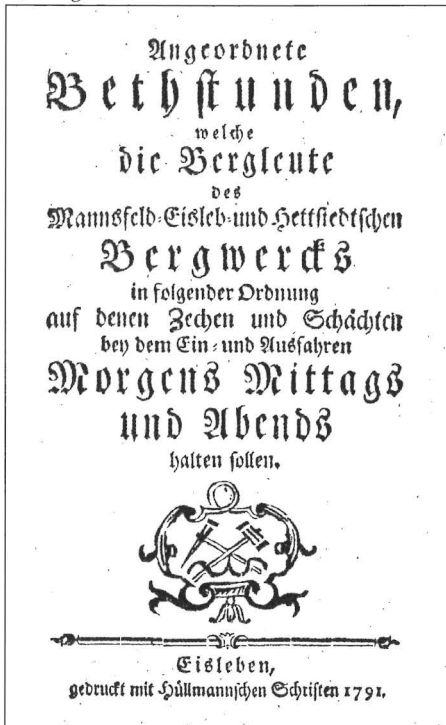 Angeordnete
Bethstunden,
welche
die Bergleute
des
Mannsfeld-Eisleb-und-Hettstedtschen
Bergwercks
in folgender Ordnung
auf denen Zechen und Schächten
bey dem Ein- und Ausfahren
Morgens Mittags
und Abends
halten sollen.
Eisleben,
gedruckt mit Hüllmannschen Schriften 1791.